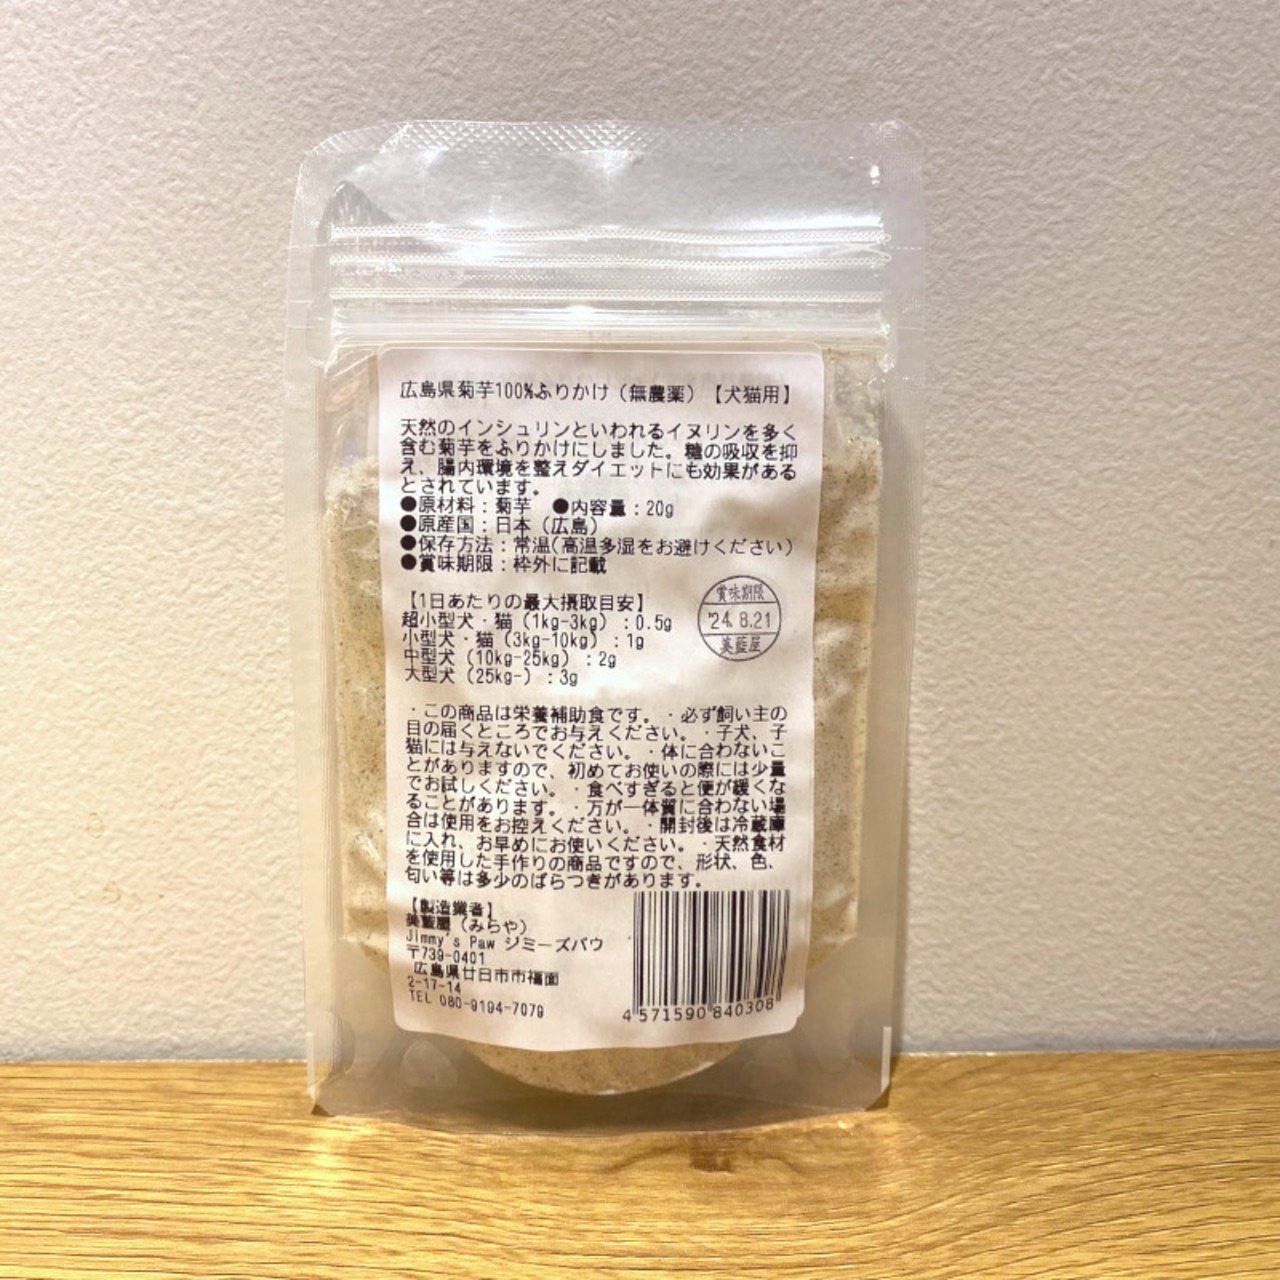 広島県菊芋100%ふりかけ（無農薬）【犬猫用】
天然のインシュリンといわれるイヌリンを多く
含む菊芋をふりかけにしました。糖の吸収を抑
え、腸内環境を整えダイエットにも効果がある
とされています。
●原材料：菊芋　●内容量：20g
●原産国：日本（広島）
●保存方法：常温（高温多湿をお避けください）
●賞味期限：枠外に記載
【1日あたりの最大摂取目安】
超小型犬・猫（1kg-3kg）：0.5g
小型犬・猫（3kg-10kg）：1g
中型犬（10kg-25kg）：2g
大型犬（25kg-）：3g
賞味期限
'24.8.21
美藍屋
・この商品は栄養補助食です。・必ず飼い主の
目の届くところでお与えください。・子犬、子
猫には与えないでください。・体に合わないこ
とがありますので、初めてお使いの際には少量
でお試しください。・食べすぎると便が緩くな
ることがあります。・万が一体質に合わない場
合は使用をお控えください。・開封後は冷蔵庫
に入れ、お早めにお使いください。・天然食材
を使用した手作りの商品ですので、形状、色、
匂い等は多少のばらつきがあります。
【製造業者】
美藍屋（みらや）
Jimmy's Paw ジミーズパウ
〒739-0401
広島県廿日市市福面
2-17-14
TEL 080-9194-7079
4 571590 840308